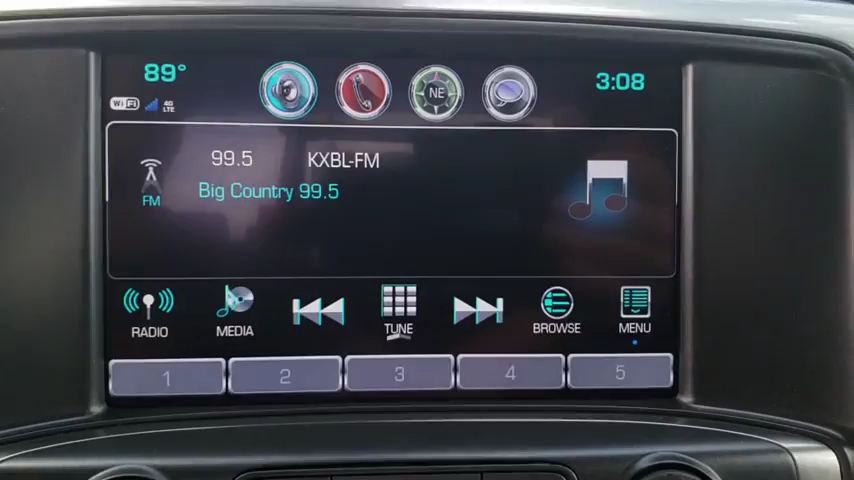 89° 3:08
WiFi 4G LTE NE
99.5 KXBL-FM
FM Big Country 99.5
RADIO MEDIA TUNE BROWSE MENU
1 2 3 4 5